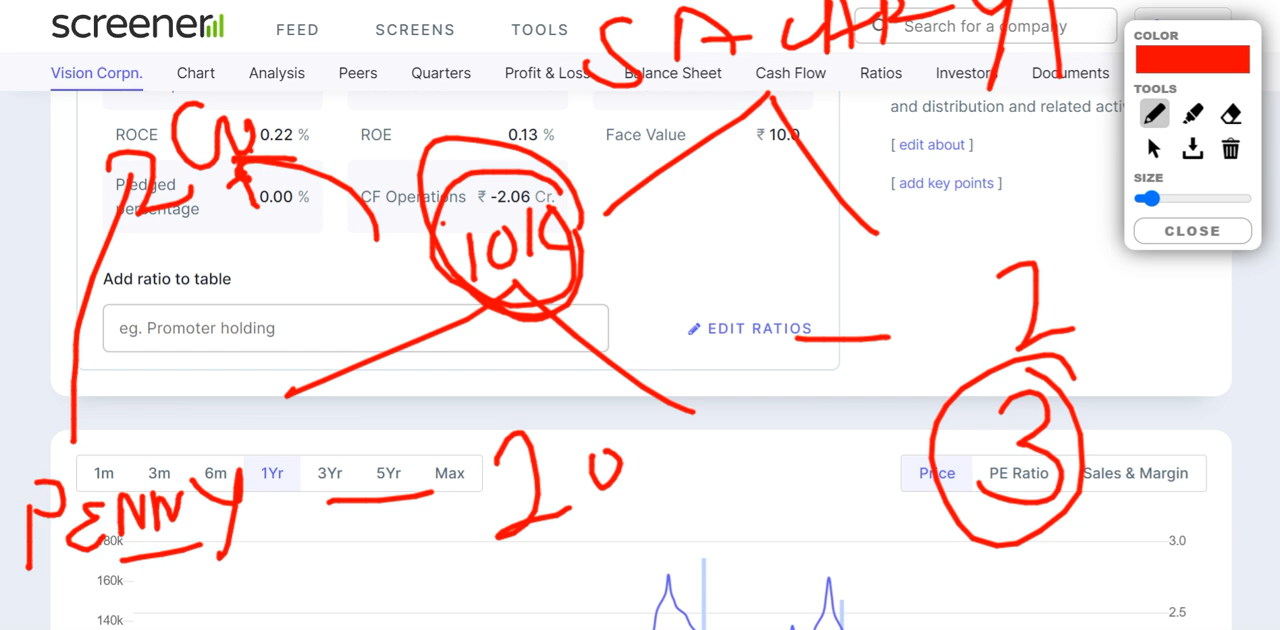 screener
FEED SCREENS TOOLS
Search for a company
Vision Corpn. Chart Analysis Peers Quarters Profit & Loss Balance Sheet Cash Flow Ratios Investors Documents
COLOR
TOOLS
SIZE
CLOSE
and distribution and related
[ edit about ]
[ add key points ]
ROCE 0.22 % ROE 0.13 % Face Value ₹ 10.0
Pledged percentage 0.00 % CF Operations ₹ -2.06 Cr.
2
1010
Add ratio to table
eg. Promoter holding
EDIT RATIOS
2
3
1m 3m 6m 1Yr 3Yr 5Yr Max
Price PE Ratio Sales & Margin
PENNY 20
80k 3.0
160k
140k 2.5